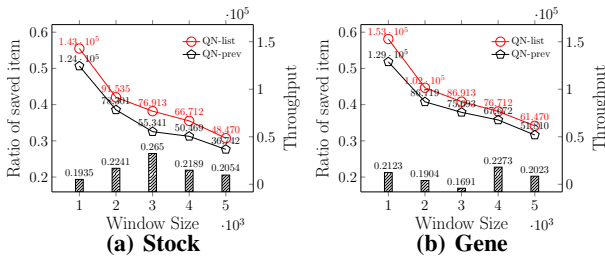 ·10⁵
0.6
0.5
0.4
0.3
0.2
Ratio of saved item
1.43 · 10⁵
1.24 · 10⁵
91,535
76,913
55,341
66,712
50,469
48,470
QN-list
QN-prev
1.5
1
0.5
0
Throughput
0.1935
0.2241
0.265
0.2189
0.2054
1 2 3 4 5
Window Size ·10³
(a) Stock
·10⁵
0.6
0.5
0.4
0.3
0.2
Ratio of saved item
1.53 · 10⁵
1.29 · 10⁵
1.02 · 10⁵
86,913
76,712
61,470
QN-list
QN-prev
1.5
1
0.5
0
Throughput
0.2123
0.1904
0.1691
0.2273
0.2023
1 2 3 4 5
Window Size ·10³
(b) Gene